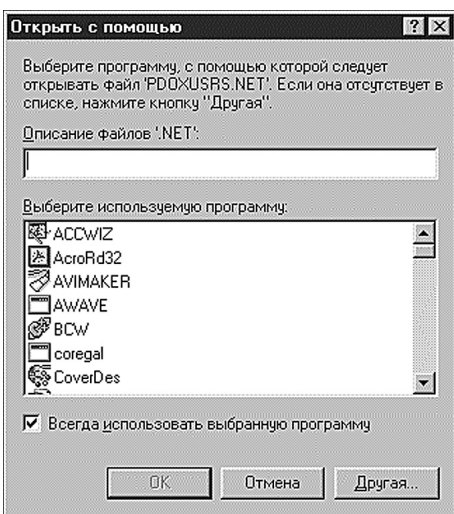 Открыть с помощью
Выберите программу, с помощью которой следует
открывать файл 'PDOXUSRS.NET'. Если она отсутствует в
списке, нажмите кнопку "Другая".
Описание файлов '.NET':
Выберите используемую программу:
ACCWIZ
AcroRd32
AVIMAKER
AWAVE
BCW
coregal
CoverDes
Всегда использовать выбранную программу
OK
Отмена
Другая...